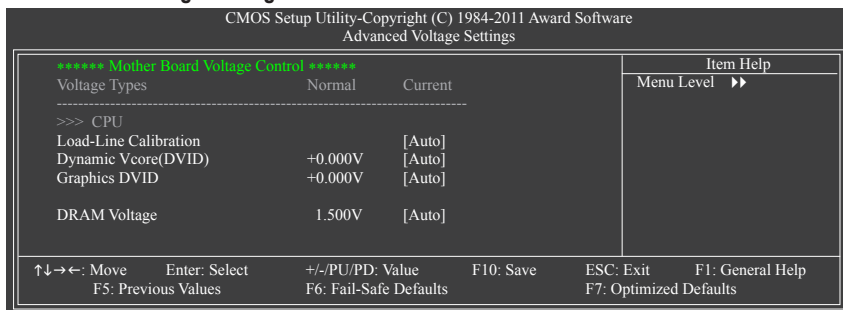 CMOS Setup Utility-Copyright (C) 1984-2011 Award Software
Advanced Voltage Settings
****** Mother Board Voltage Control ******
Voltage Types Normal Current
--------------------------------------------------------------------------------
>>> CPU
Load-Line Calibration [Auto]
Dynamic Vcore(DVID) +0.000V [Auto]
Graphics DVID +0.000V [Auto]
DRAM Voltage 1.500V [Auto]
Item Help
Menu Level ▶▶
↑↓→←: Move Enter: Select +/-/PU/PD: Value F10: Save ESC: Exit F1: General Help
F5: Previous Values F6: Fail-Safe Defaults F7: Optimized Defaults